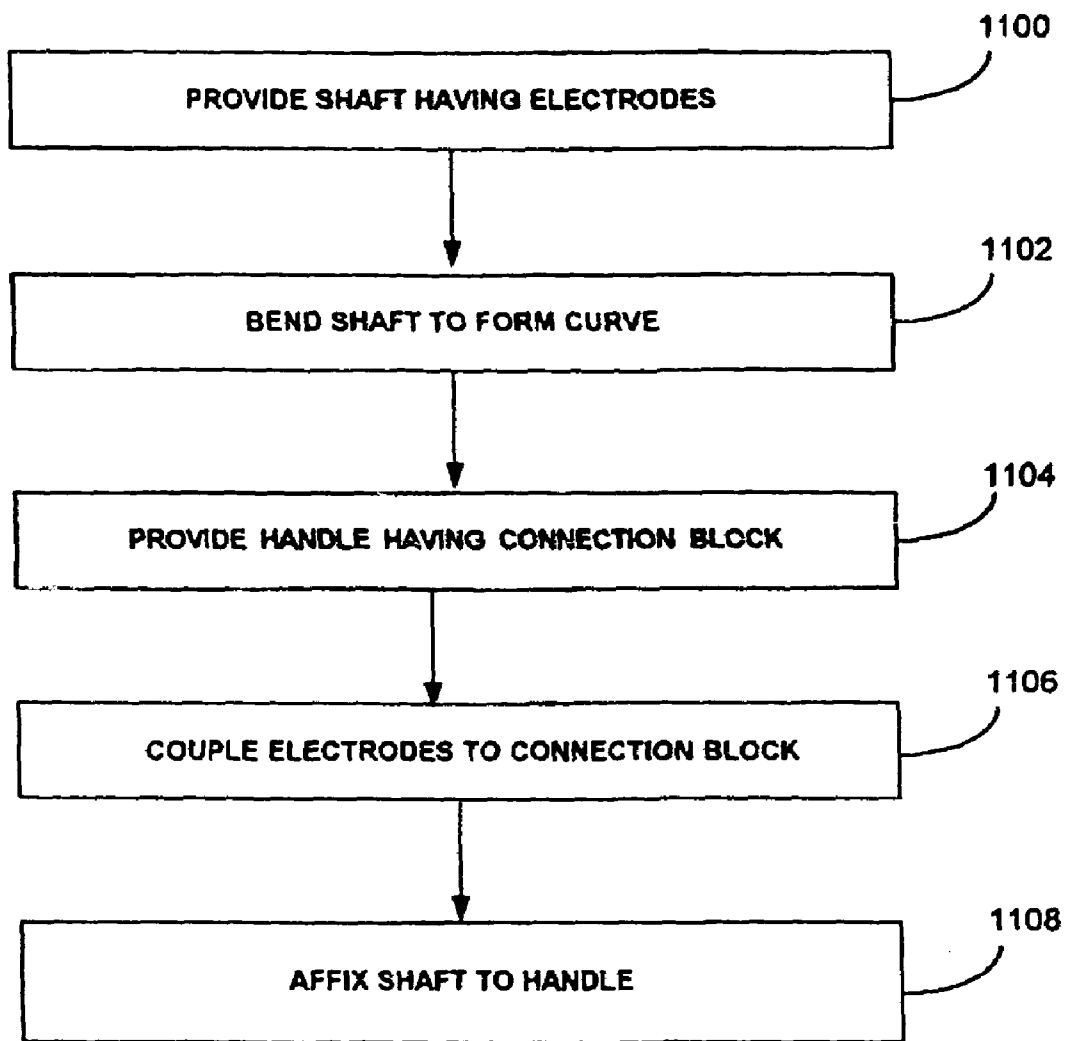 1100
PROVIDE SHAFT HAVING ELECTRODES
1102
BEND SHAFT TO FORM CURVE
1104
PROVIDE HANDLE HAVING CONNECTION BLOCK
1106
COUPLE ELECTRODES TO CONNECTION BLOCK
1108
AFFIX SHAFT TO HANDLE